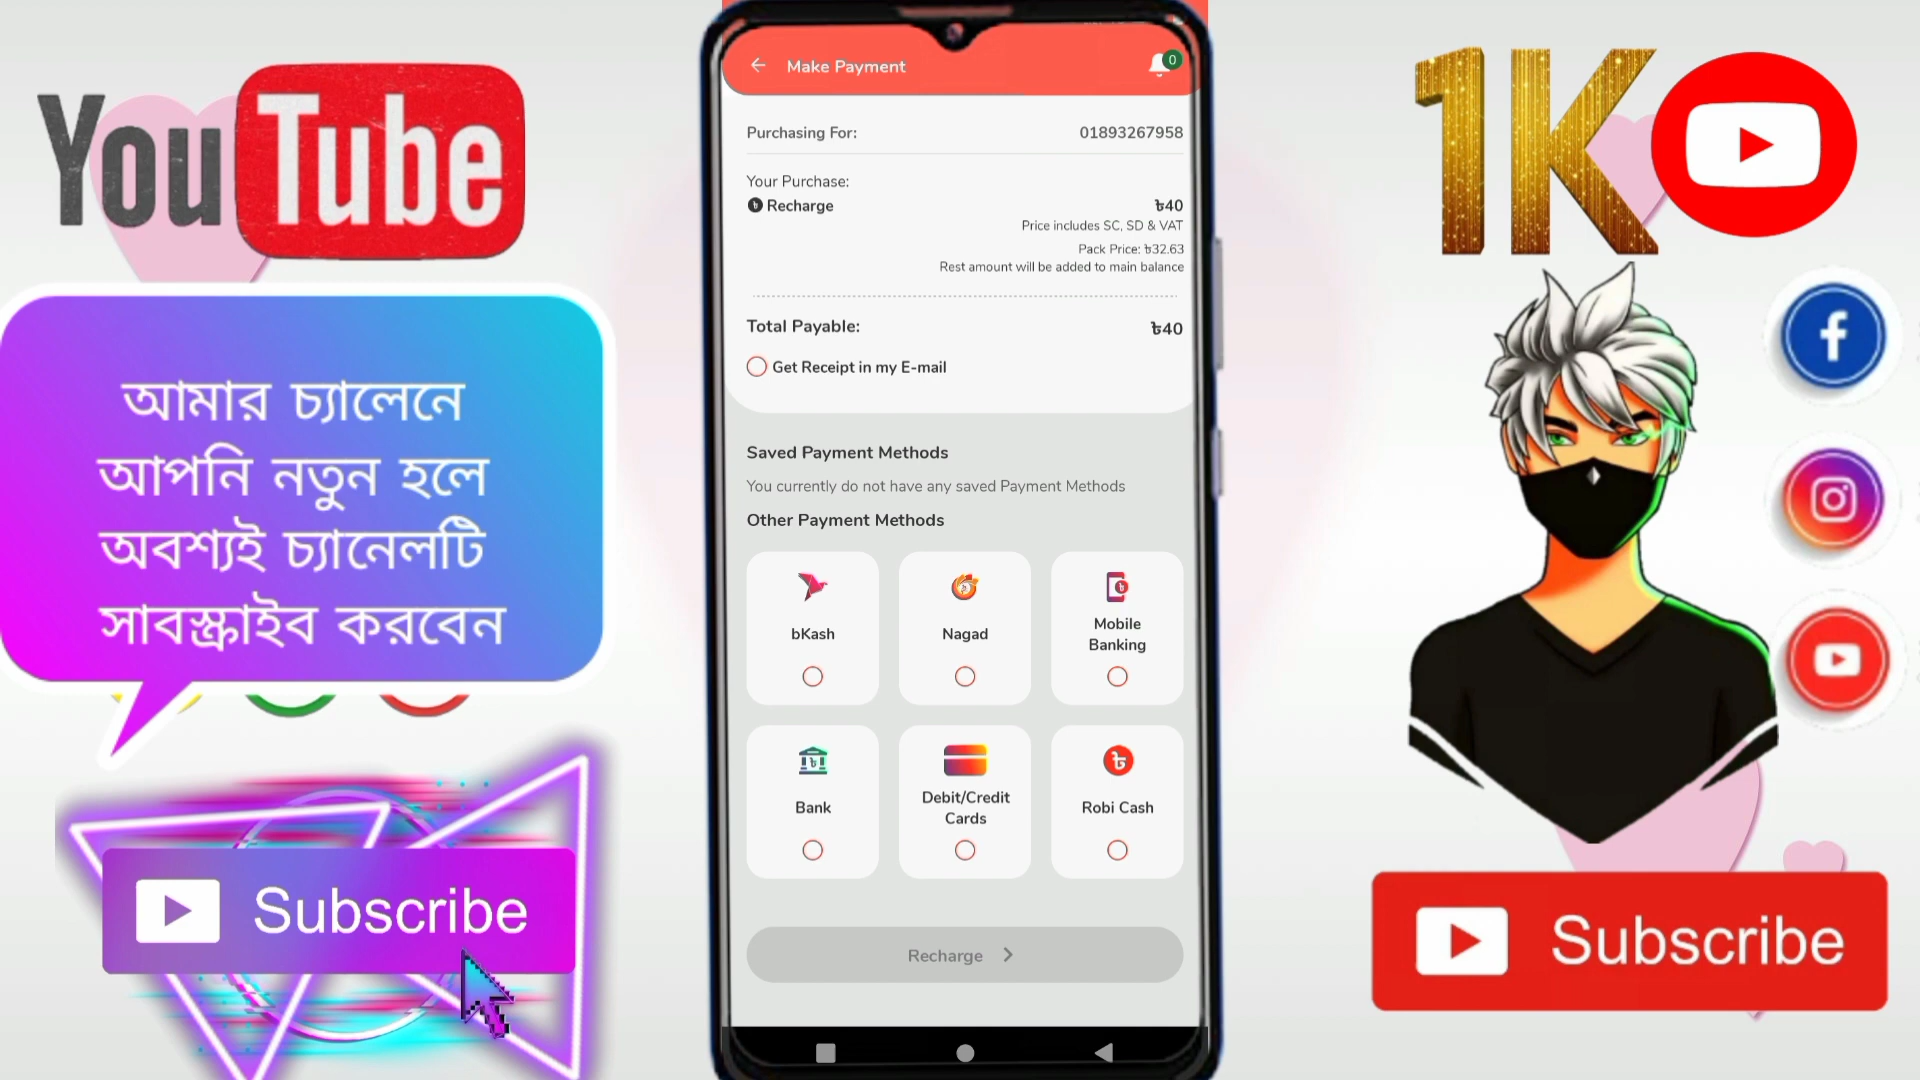 YouTube
আমার চ্যালেনে
আপনি নতুন হলে
অবশ্যই চ্যানেলটি
সাবস্ক্রাইব করবেন
Subscribe
Make Payment
0
Purchasing For: 01893267958
Your Purchase:
Recharge ৳40
Price includes SC, SD & VAT
Pack Price: ৳32.63
Rest amount will be added to main balance
Total Payable: ৳40
Get Receipt in my E-mail
Saved Payment Methods
You currently do not have any saved Payment Methods
Other Payment Methods
bKash
Nagad
Mobile
Banking
Bank
Debit/Credit
Cards
Robi Cash
Recharge
1K
Subscribe